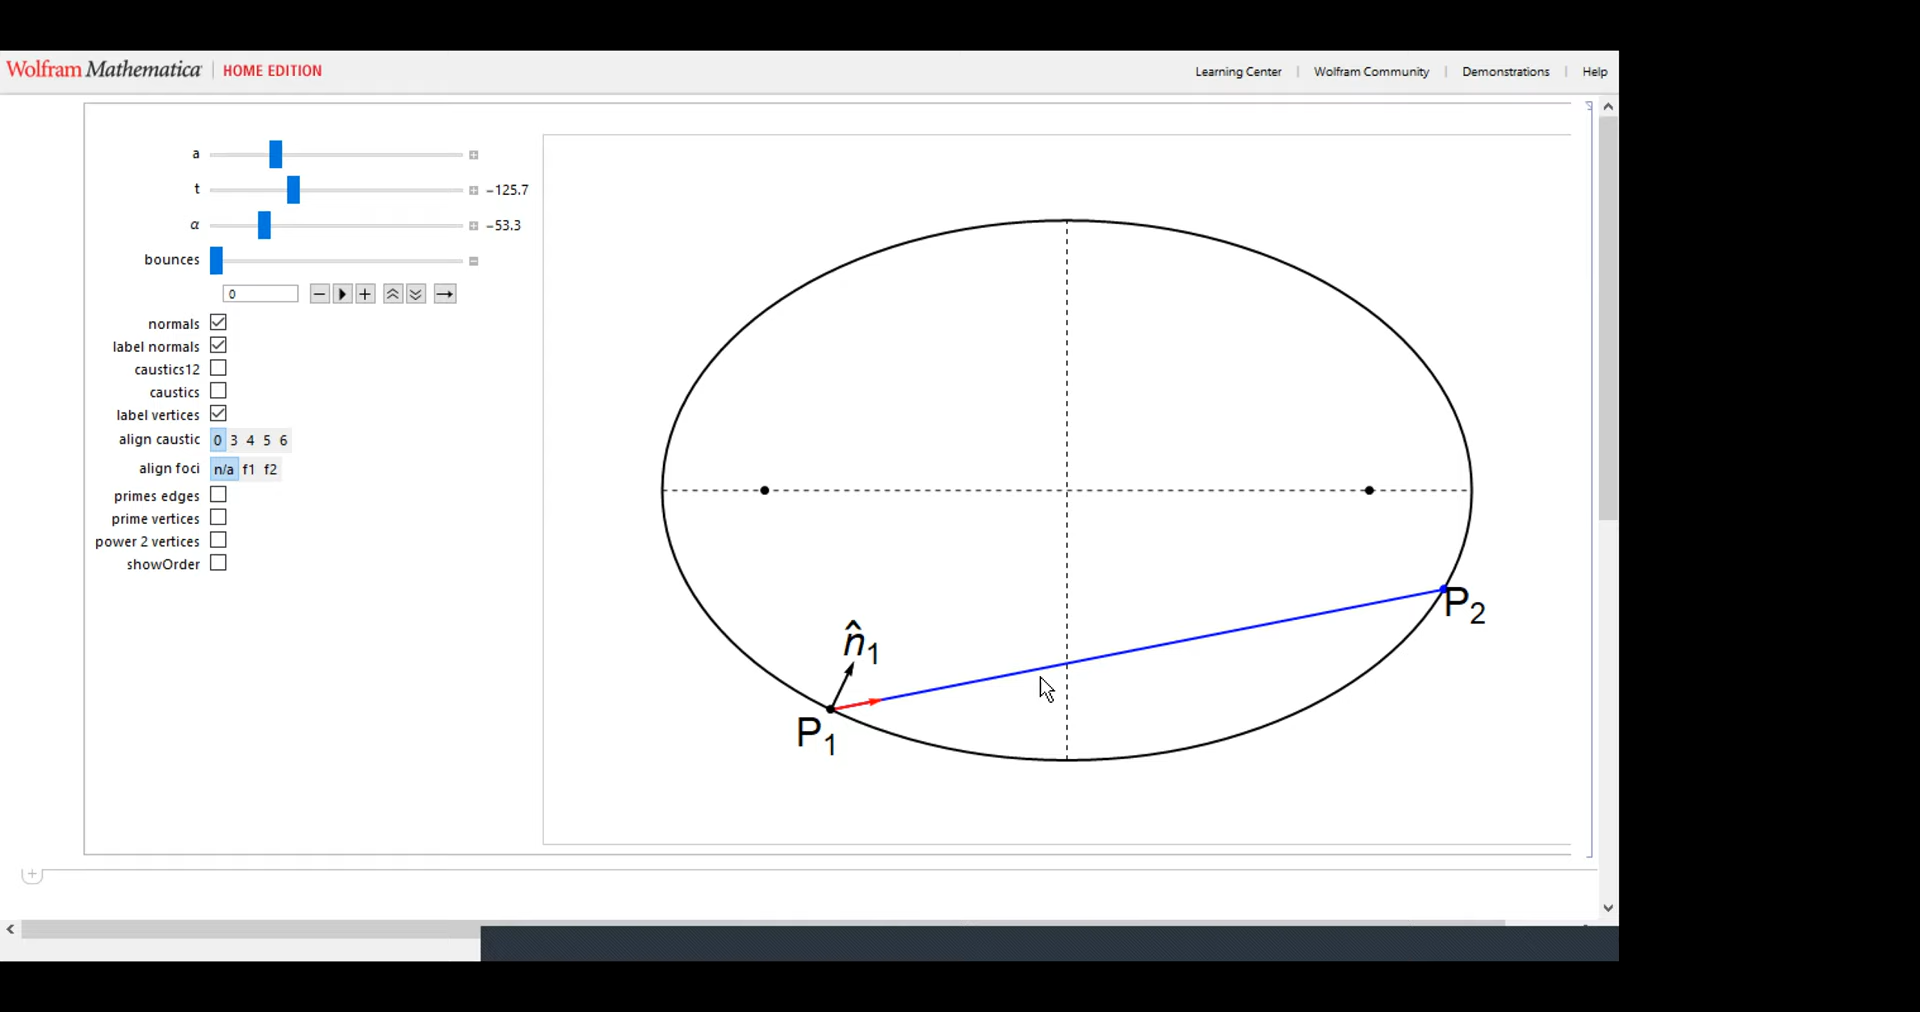 Wolfram Mathematica | HOME EDITION
Learning Center | Wolfram Community | Demonstrations | Help
a
t -125.7
α -53.3
bounces
0
normals
label normals
caustics12
caustics
label vertices
align caustic 0 3 4 5 6
align foci n/a f1 f2
primes edges
prime vertices
power 2 vertices
showOrder
P2
n̂1
P1